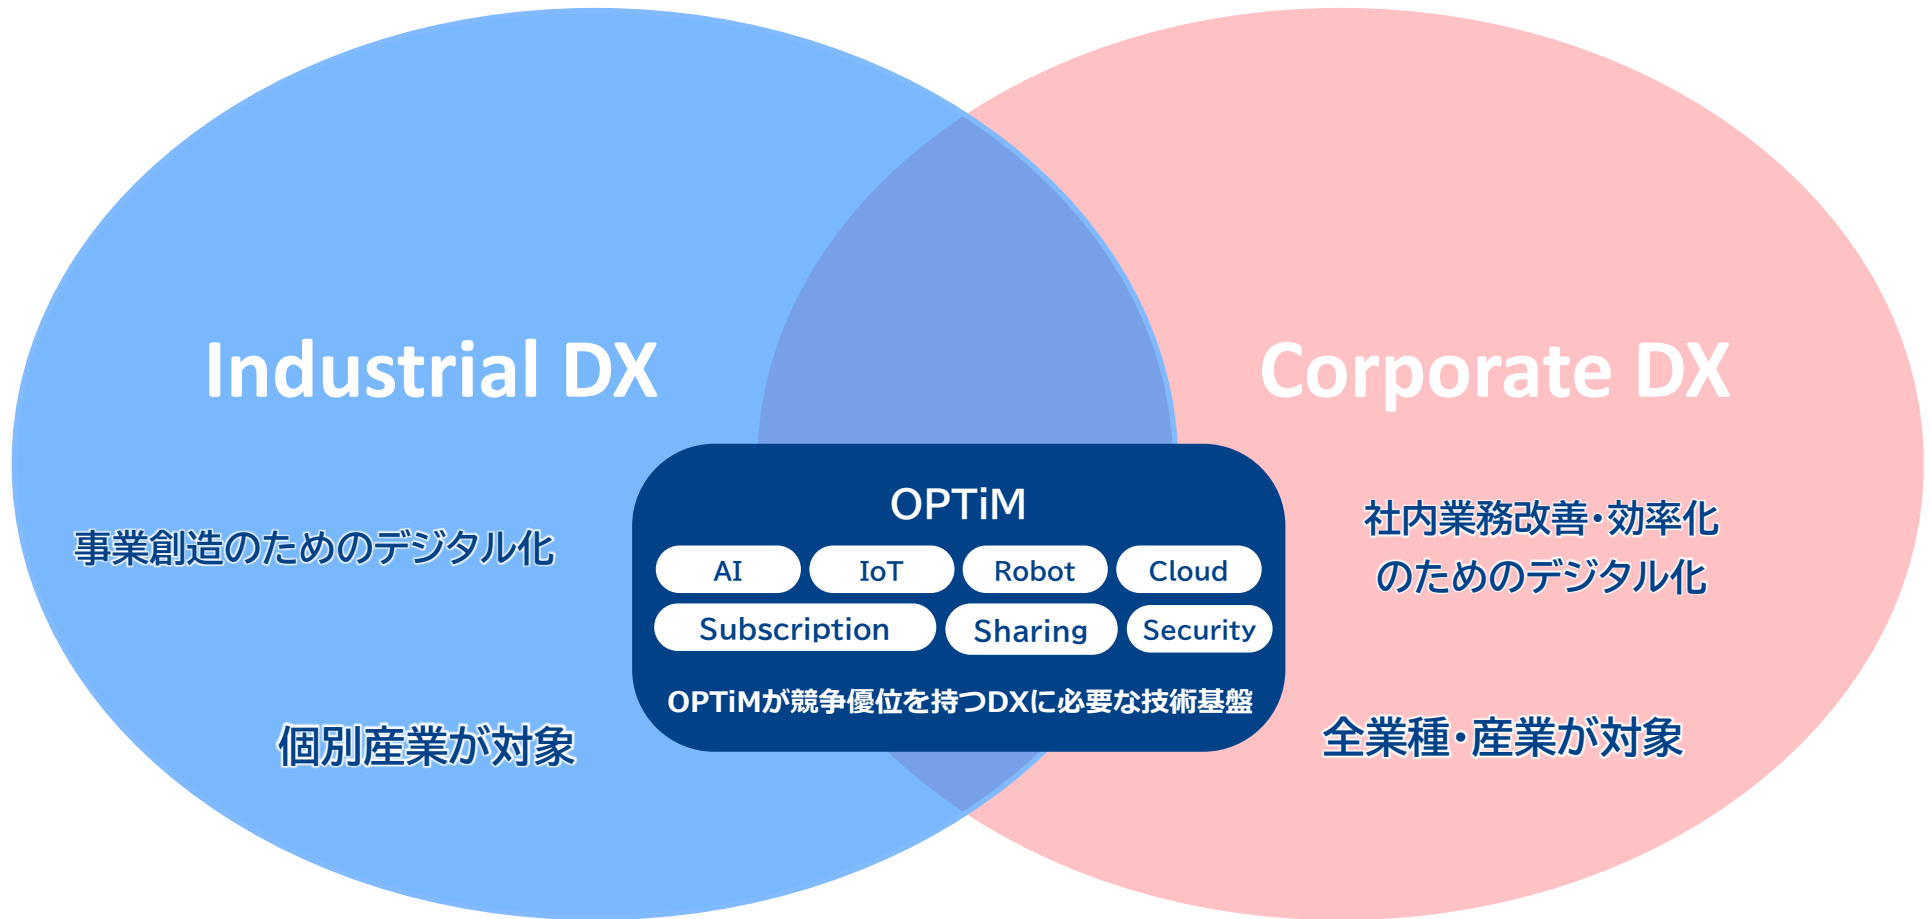 Industrial DX
事業創造のためのデジタル化
個別産業が対象
OPTiM
AI
IoT
Robot
Cloud
Subscription
Sharing
Security
OPTiMが競争優位を持つDXに必要な技術基盤
Corporate DX
社内業務改善・効率化
のためのデジタル化
全業種・産業が対象